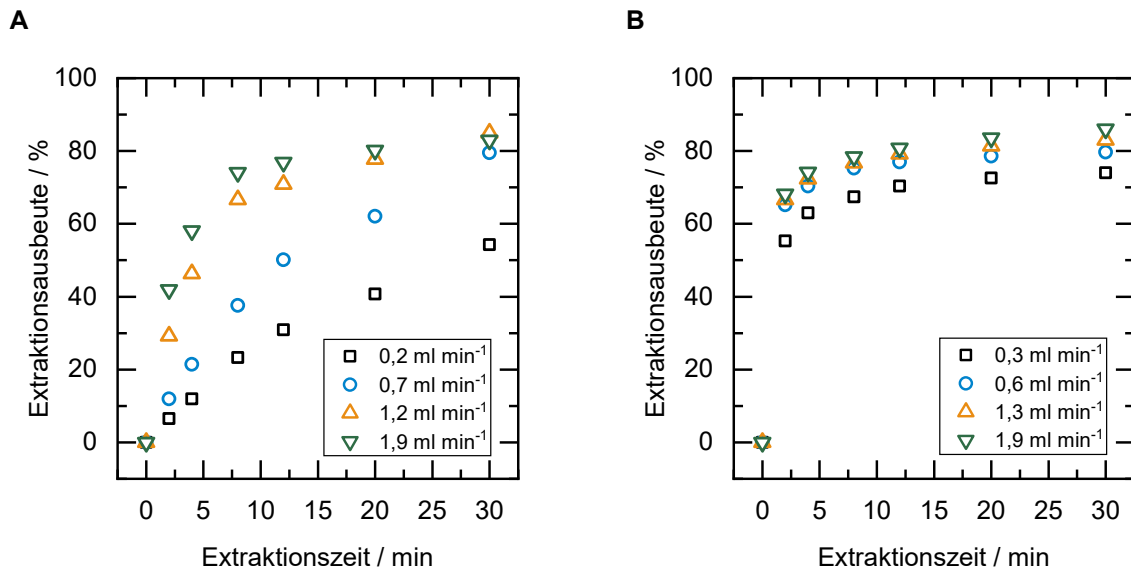 A
Extraktionsausbeute / %
100
80
60
40
20
0
0,2 ml min⁻¹
0,7 ml min⁻¹
1,2 ml min⁻¹
1,9 ml min⁻¹
0 5 10 15 20 25 30
Extraktionszeit / min
B
Extraktionsausbeute / %
100
80
60
40
20
0
0,3 ml min⁻¹
0,6 ml min⁻¹
1,3 ml min⁻¹
1,9 ml min⁻¹
0 5 10 15 20 25 30
Extraktionszeit / min